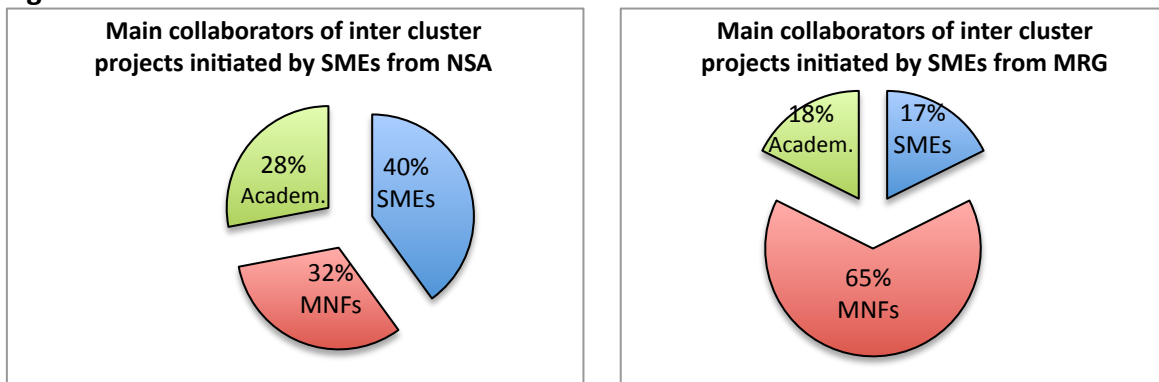 Main collaborators of inter cluster
projects initiated by SMEs from NSA
28%
Academ.
40%
SMEs
32%
MNFs
Main collaborators of inter cluster
projects initiated by SMEs from MRG
18%
Academ.
17%
SMEs
65%
MNFs